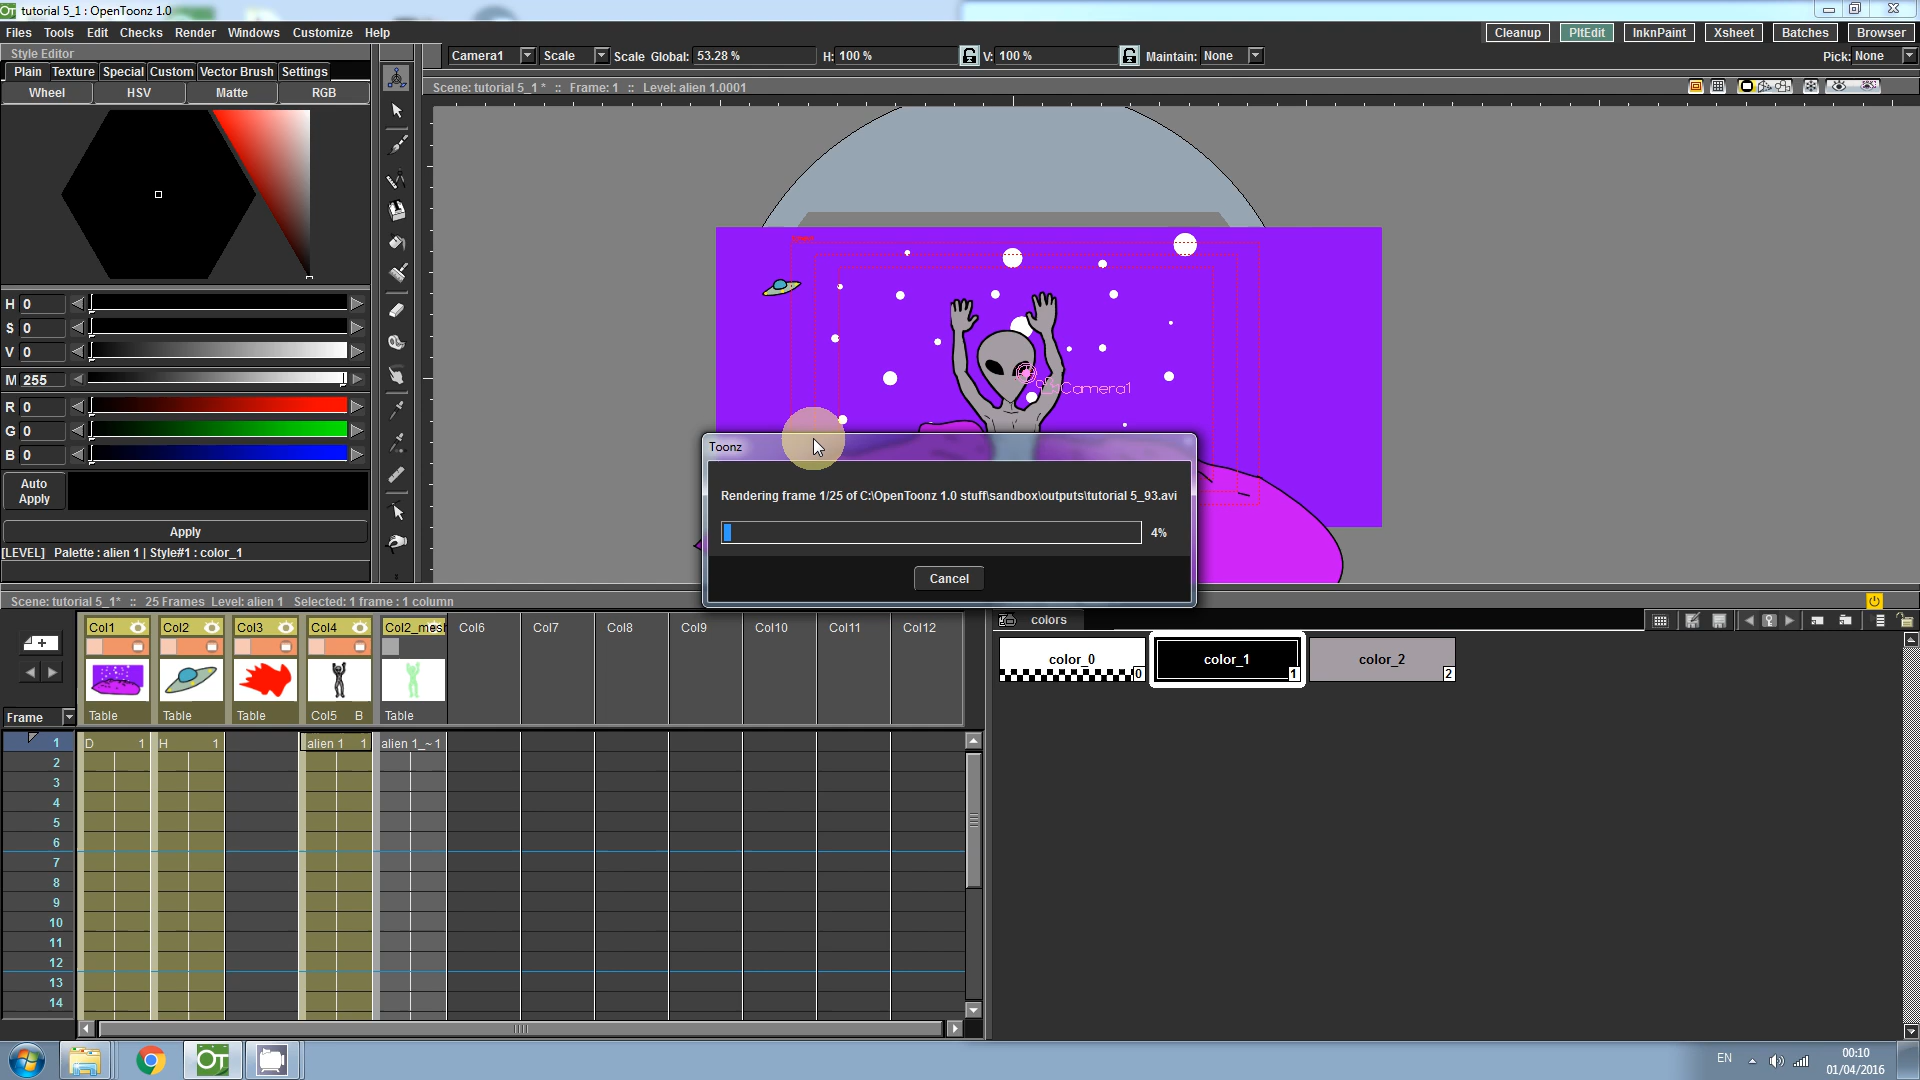 tutorial 5_1 : OpenToonz 1.0
Files Tools Edit Checks Render Windows Customize Help
Cleanup PltEdit InknPaint Xsheet Batches Browser
Style Editor
Camera1 Scale Scale Global: 53.28 % H: 100 % V: 100 % Maintain: None Pick: None
Plain Texture Special Custom Vector Brush Settings
Wheel HSV Matte RGB
Scene: tutorial 5_1 * :: Frame: 1 :: Level: alien 1.0001
H 0
S 0
V 0
M 255
R 0
G 0
B 0
Auto Apply
Apply
[LEVEL] Palette : alien 1 | Style#1 : color_1
Camera1
Toonz
Rendering frame 1/25 of C:\OpenToonz 1.0 stuff\sandbox\outputs\tutorial 5_93.avi
4%
Cancel
Scene: tutorial 5_1* :: 25 Frames Level: alien 1 Selected: 1 frame : 1 column
Col1 Col2 Col3 Col4 Col2_mesh Col6 Col7 Col8 Col9 Col10 Col11 Col12
Table Table Table Col5 B Table
Frame
1 D 1 H 1 alien 1 1 alien 1_~1
2
3
4
5
6
7
8
9
10
11
12
13
14
colors
color_0 0 color_1 1 color_2 2
EN
00:10
01/04/2016